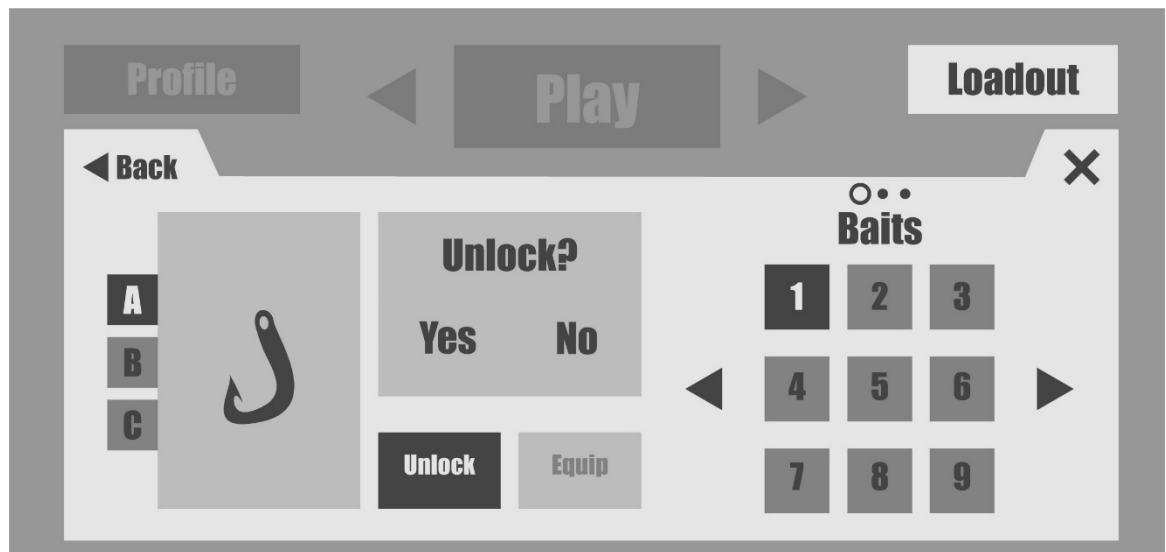 Profile
Play
Loadout
Back
Baits
Unlock?
Yes No
A
B
C
1 2 3
4 5 6
7 8 9
Unlock Equip